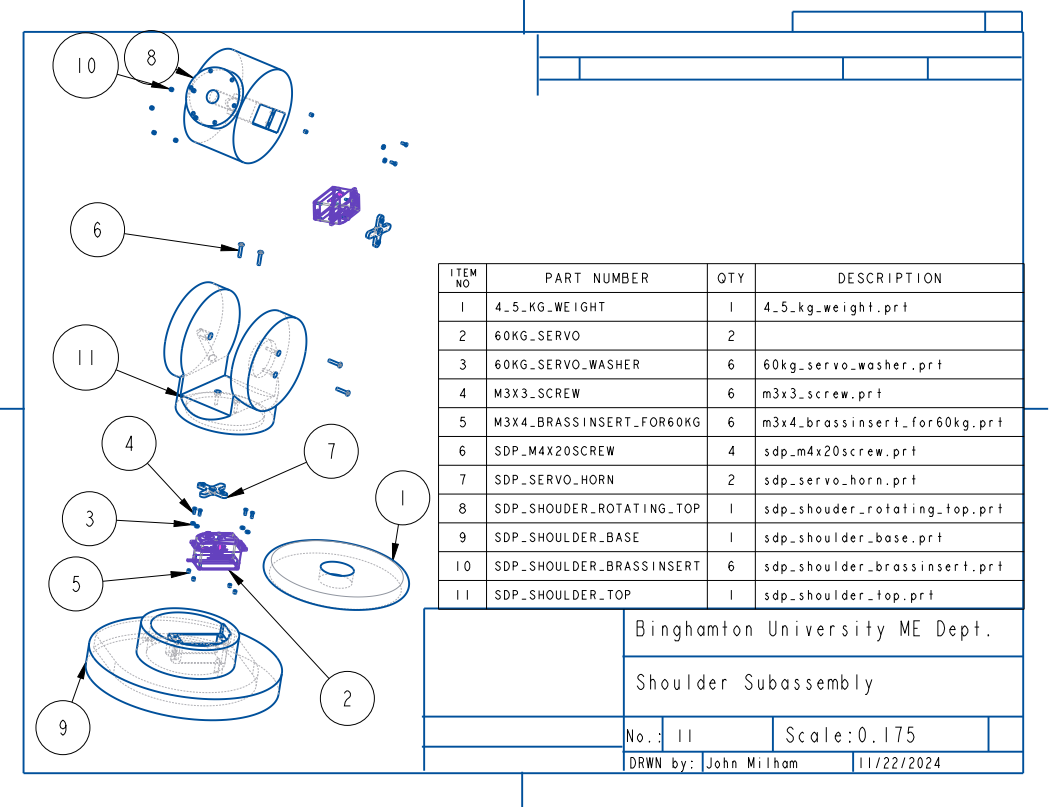 10
8
6
11
4
7
1
3
5
2
9
ITEM NO PART NUMBER QTY DESCRIPTION
1 4_5_KG_WEIGHT 1 4_5_kg_weight.prt
2 60KG_SERVO 2
3 60KG_SERVO_WASHER 6 60kg_servo_washer.prt
4 M3X3_SCREW 6 m3x3_screw.prt
5 M3X4_BRASSINSERT_FOR60KG 6 m3x4_brassinsert_for60kg.prt
6 SDP_M4X20SCREW 4 sdp_m4x20screw.prt
7 SDP_SERVO_HORN 2 sdp_servo_horn.prt
8 SDP_SHOUDER_ROTATING_TOP 1 sdp_shouder_rotating_top.prt
9 SDP_SHOULDER_BASE 1 sdp_shoulder_base.prt
10 SDP_SHOULDER_BRASSINSERT 6 sdp_shoulder_brassinsert.prt
11 SDP_SHOULDER_TOP 1 sdp_shoulder_top.prt
Binghamton University ME Dept.
Shoulder Subassembly
No.: 11 Scale:0.175
DRWN by: John Milham 11/22/2024